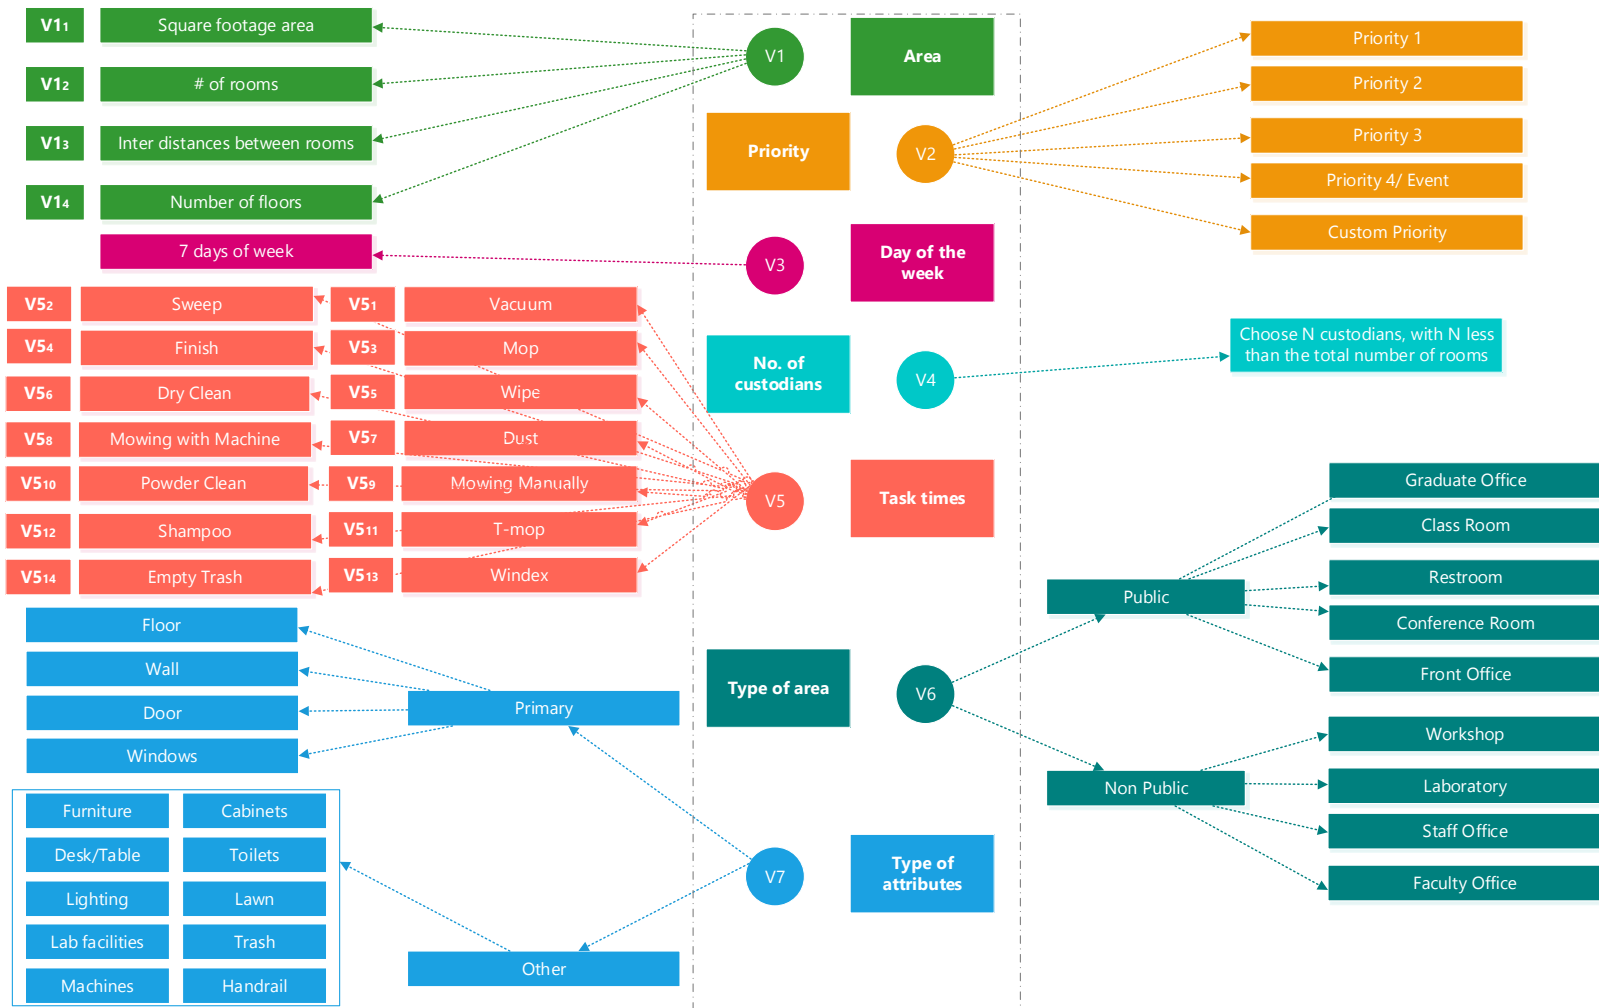 V11 Square footage area
V12 # of rooms
V13 Inter distances between rooms
V14 Number of floors
V1 Area
Priority V2
Priority 1
Priority 2
Priority 3
Priority 4/ Event
Custom Priority
7 days of week
V3 Day of the
week
No. of
custodians
V4
Choose N custodians, with N less
than the total number of rooms
V52 Sweep V51 Vacuum
V54 Finish V53 Mop
V56 Dry Clean V55 Wipe
V58 Mowing with Machine V57 Dust
V510 Powder Clean V59 Mowing Manually
V512 Shampoo V511 T-mop
V514 Empty Trash V513 Windex
V5 Task times
Type of area V6
Public
Graduate Office
Class Room
Restroom
Conference Room
Front Office
Non Public
Workshop
Laboratory
Staff Office
Faculty Office
Floor
Wall
Door
Windows
Primary
V7 Type of
attributes
Other
Furniture Cabinets
Desk/Table Toilets
Lighting Lawn
Lab facilities Trash
Machines Handrail